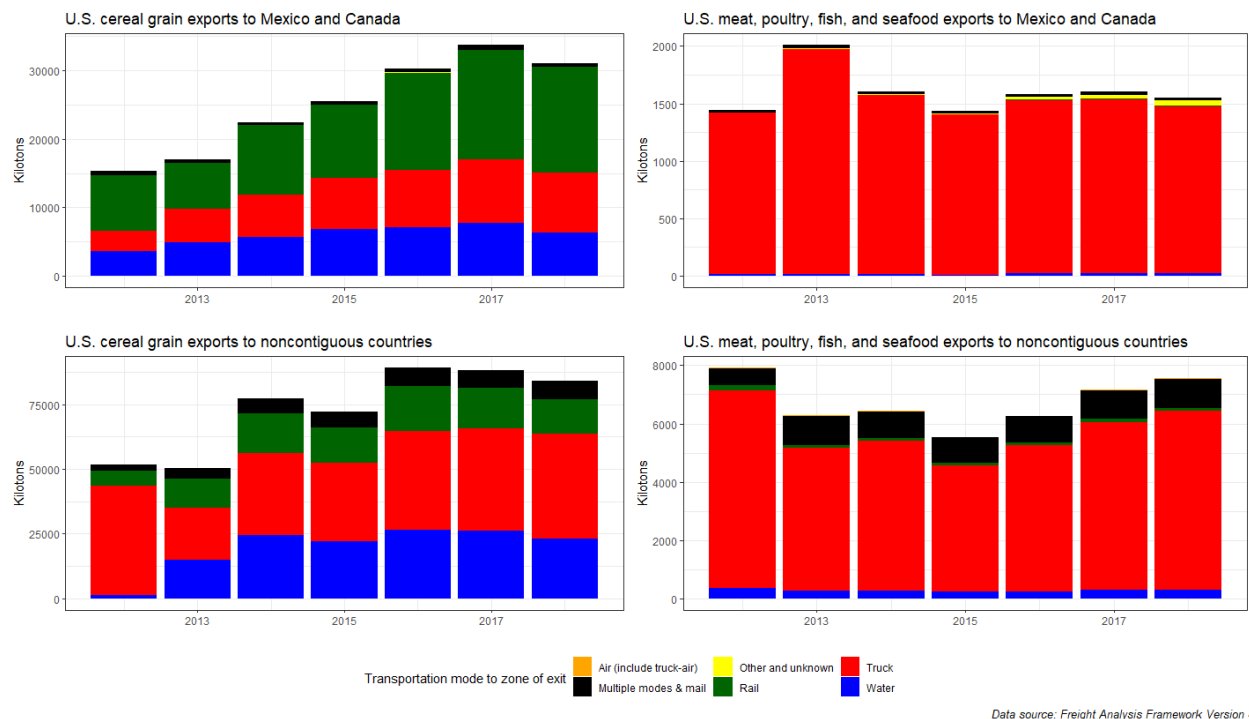 U.S. cereal grain exports to Mexico and Canada
U.S. meat, poultry, fish, and seafood exports to Mexico and Canada
Kilotons
30000
20000
10000
0
2013
2015
2017
Kilotons
2000
1500
1000
500
0
2013
2015
2017
U.S. cereal grain exports to noncontiguous countries
U.S. meat, poultry, fish, and seafood exports to noncontiguous countries
Kilotons
75000
50000
25000
0
2013
2015
2017
Kilotons
8000
6000
4000
2000
0
2013
2015
2017
Transportation mode to zone of exit
Air (include truck-air)
Other and unknown
Truck
Multiple modes & mail
Rail
Water
Data source: Freight Analysis Framework Version